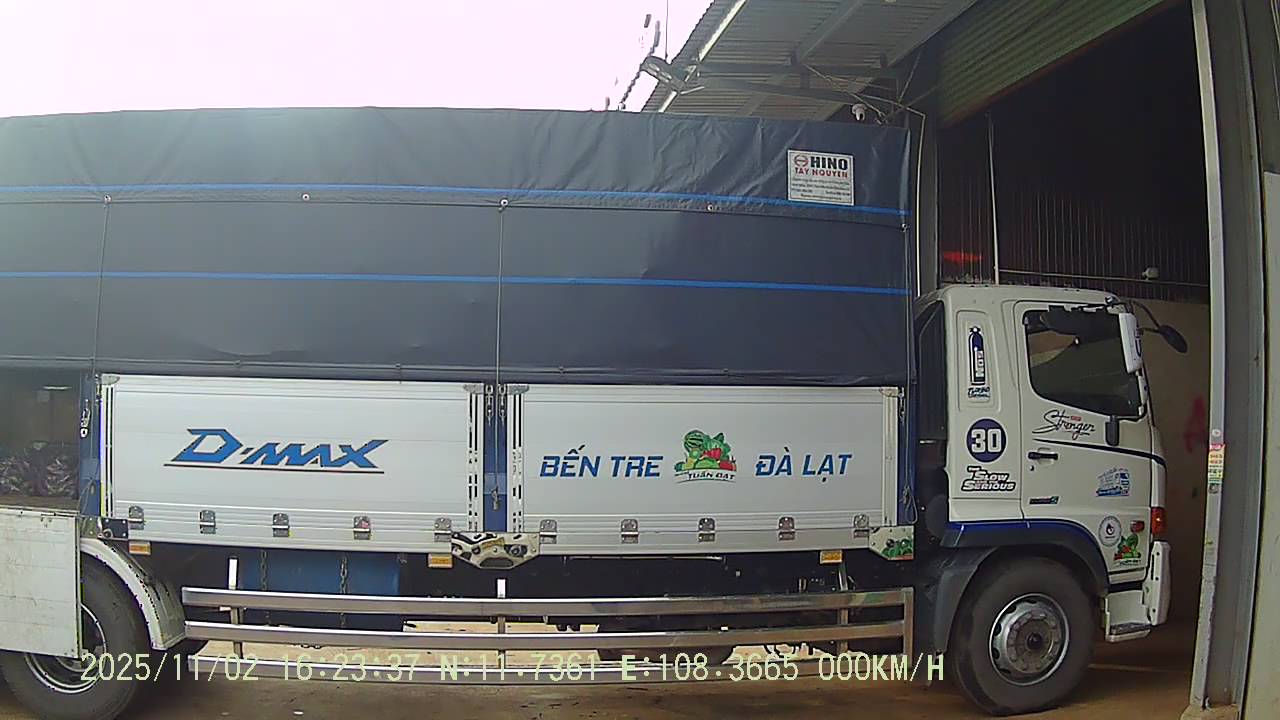 HINO
TÂY NGUYÊN
D-MAX
BẾN TRE
TUẤN ĐẠT
ĐÀ LẠT
30
Stronger
SLOW
SERIOUS
2025/11/02 16:23:37 N:11.7361 E:108.3665 000KM/H